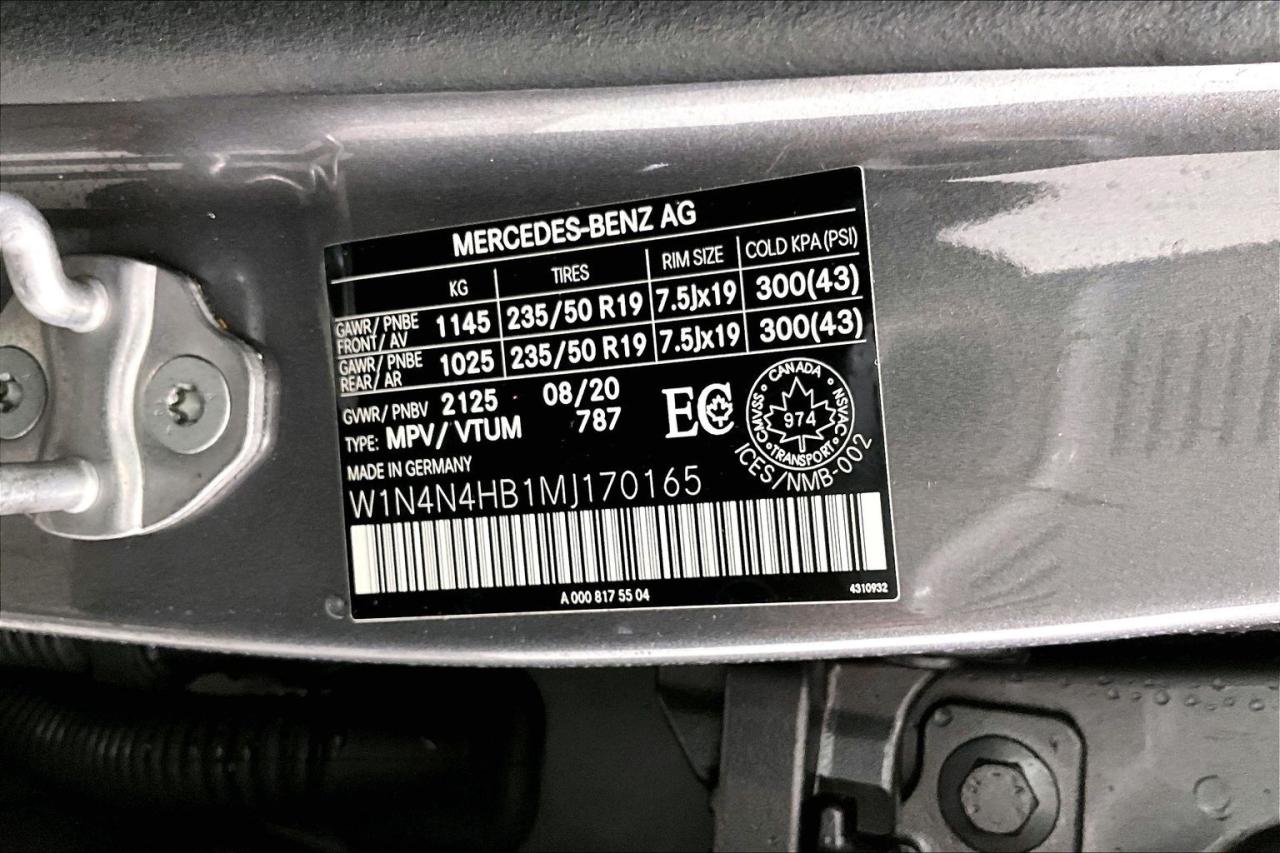 MERCEDES-BENZ AG
KG TIRES RIM SIZE COLD KPA (PSI)
GAWR/ PNBE FRONT/ AV 1145 235/50 R19 7.5Jx19 300(43)
GAWR/ PNBE REAR/ AR 1025 235/50 R19 7.5Jx19 300(43)
GVWR/ PNBV 2125 08/20
TYPE: MPV/ VTUM 787
EC
CANADA
CMVSS NSVAC
974
TRANSPORT
ICES/NMB-002
MADE IN GERMANY
W1N4N4HB1MJ170165
A 000 817 55 04
4310932